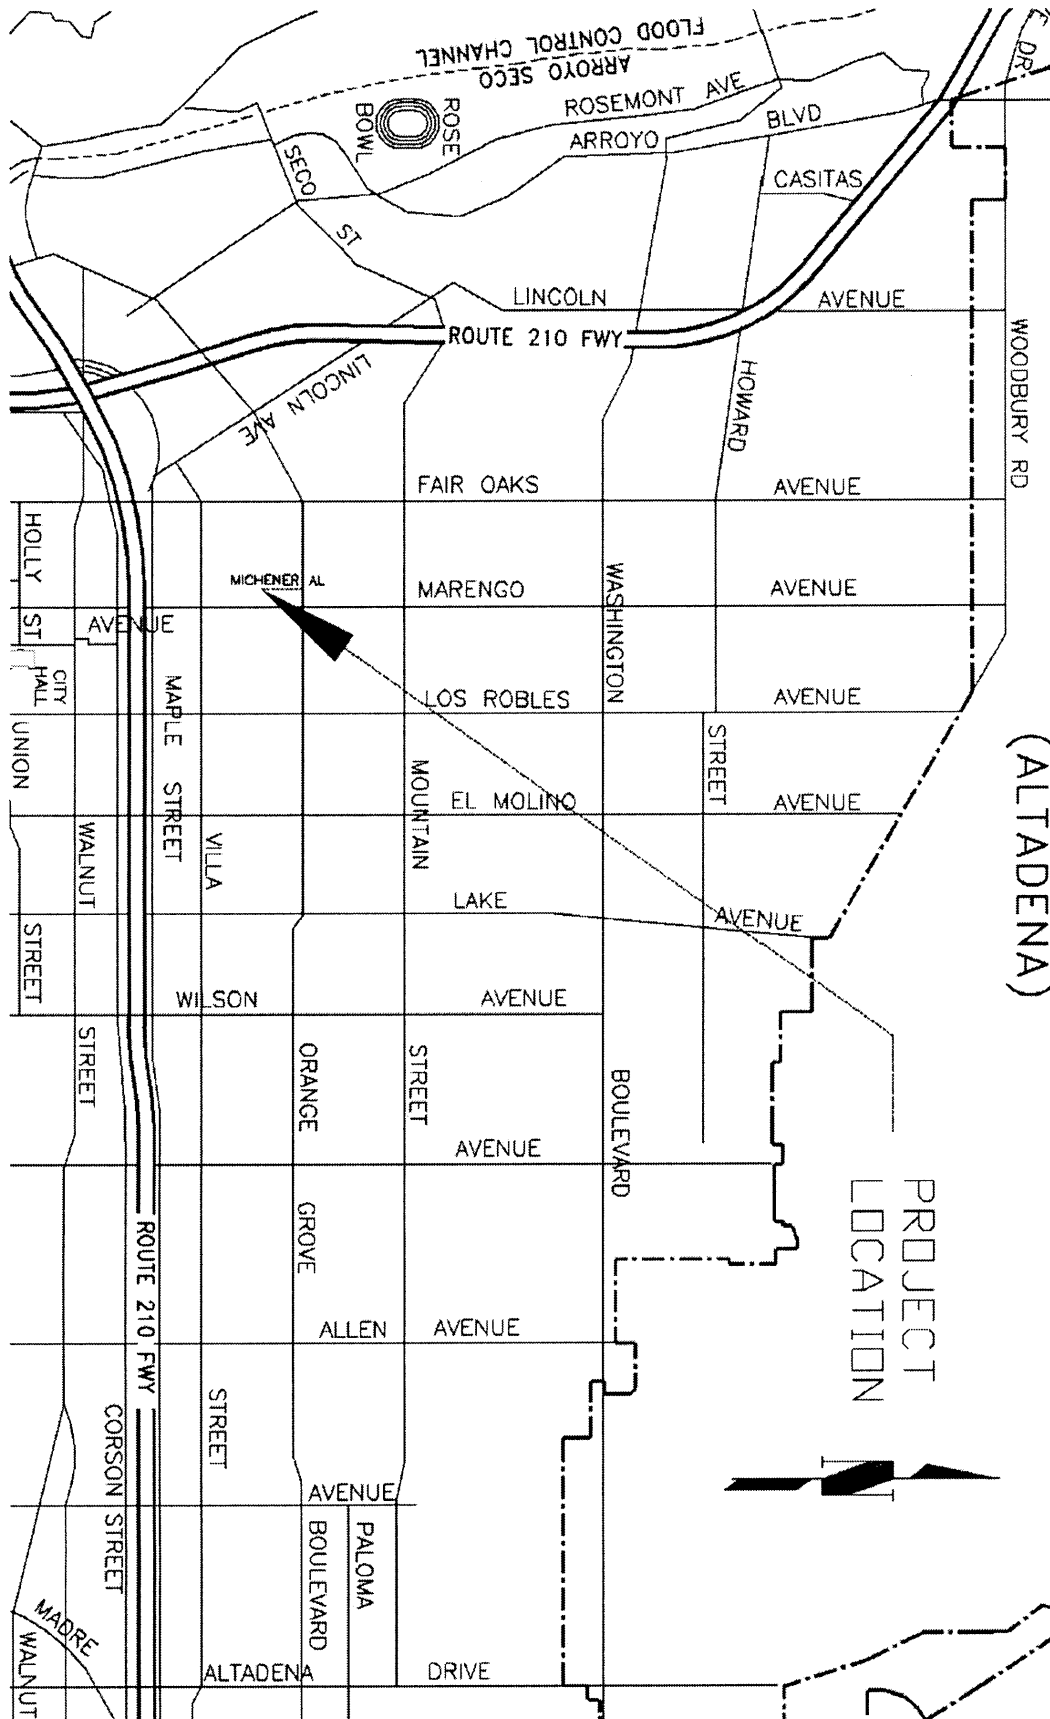 FLOOD CONTROL CHANNEL
ARROYO SECO
E DR
ROSE
BOWL
ROSEMONT AVE
ARROYO
BLVD
SECO
ST
CASITAS
LINCOLN
AVENUE
ROUTE 210 FWY
LINCOLN AVE
HOWARD
WOODBURY RD
FAIR OAKS
AVENUE
HOLLY
ST
MICHENER AL
MARENGO
AVENUE
AVENUE
WASHINGTON
CITY
HALL
MAPLE
STREET
LOS ROBLES
AVENUE
UNION
STREET
(ALTADENA)
MOUNTAIN
EL MOLINO
AVENUE
WALNUT
VILLA
LAKE
AVENUE
STREET
WILSON
AVENUE
STREET
ORANGE
STREET
BOULEVARD
AVENUE
PROJECT
LOCATION
GROVE
ROUTE 210 FWY
ALLEN
AVENUE
CORSON STREET
STREET
AVENUE
BOULEVARD
PALOMA
MADRE
WALNUT
ALTADENA
DRIVE